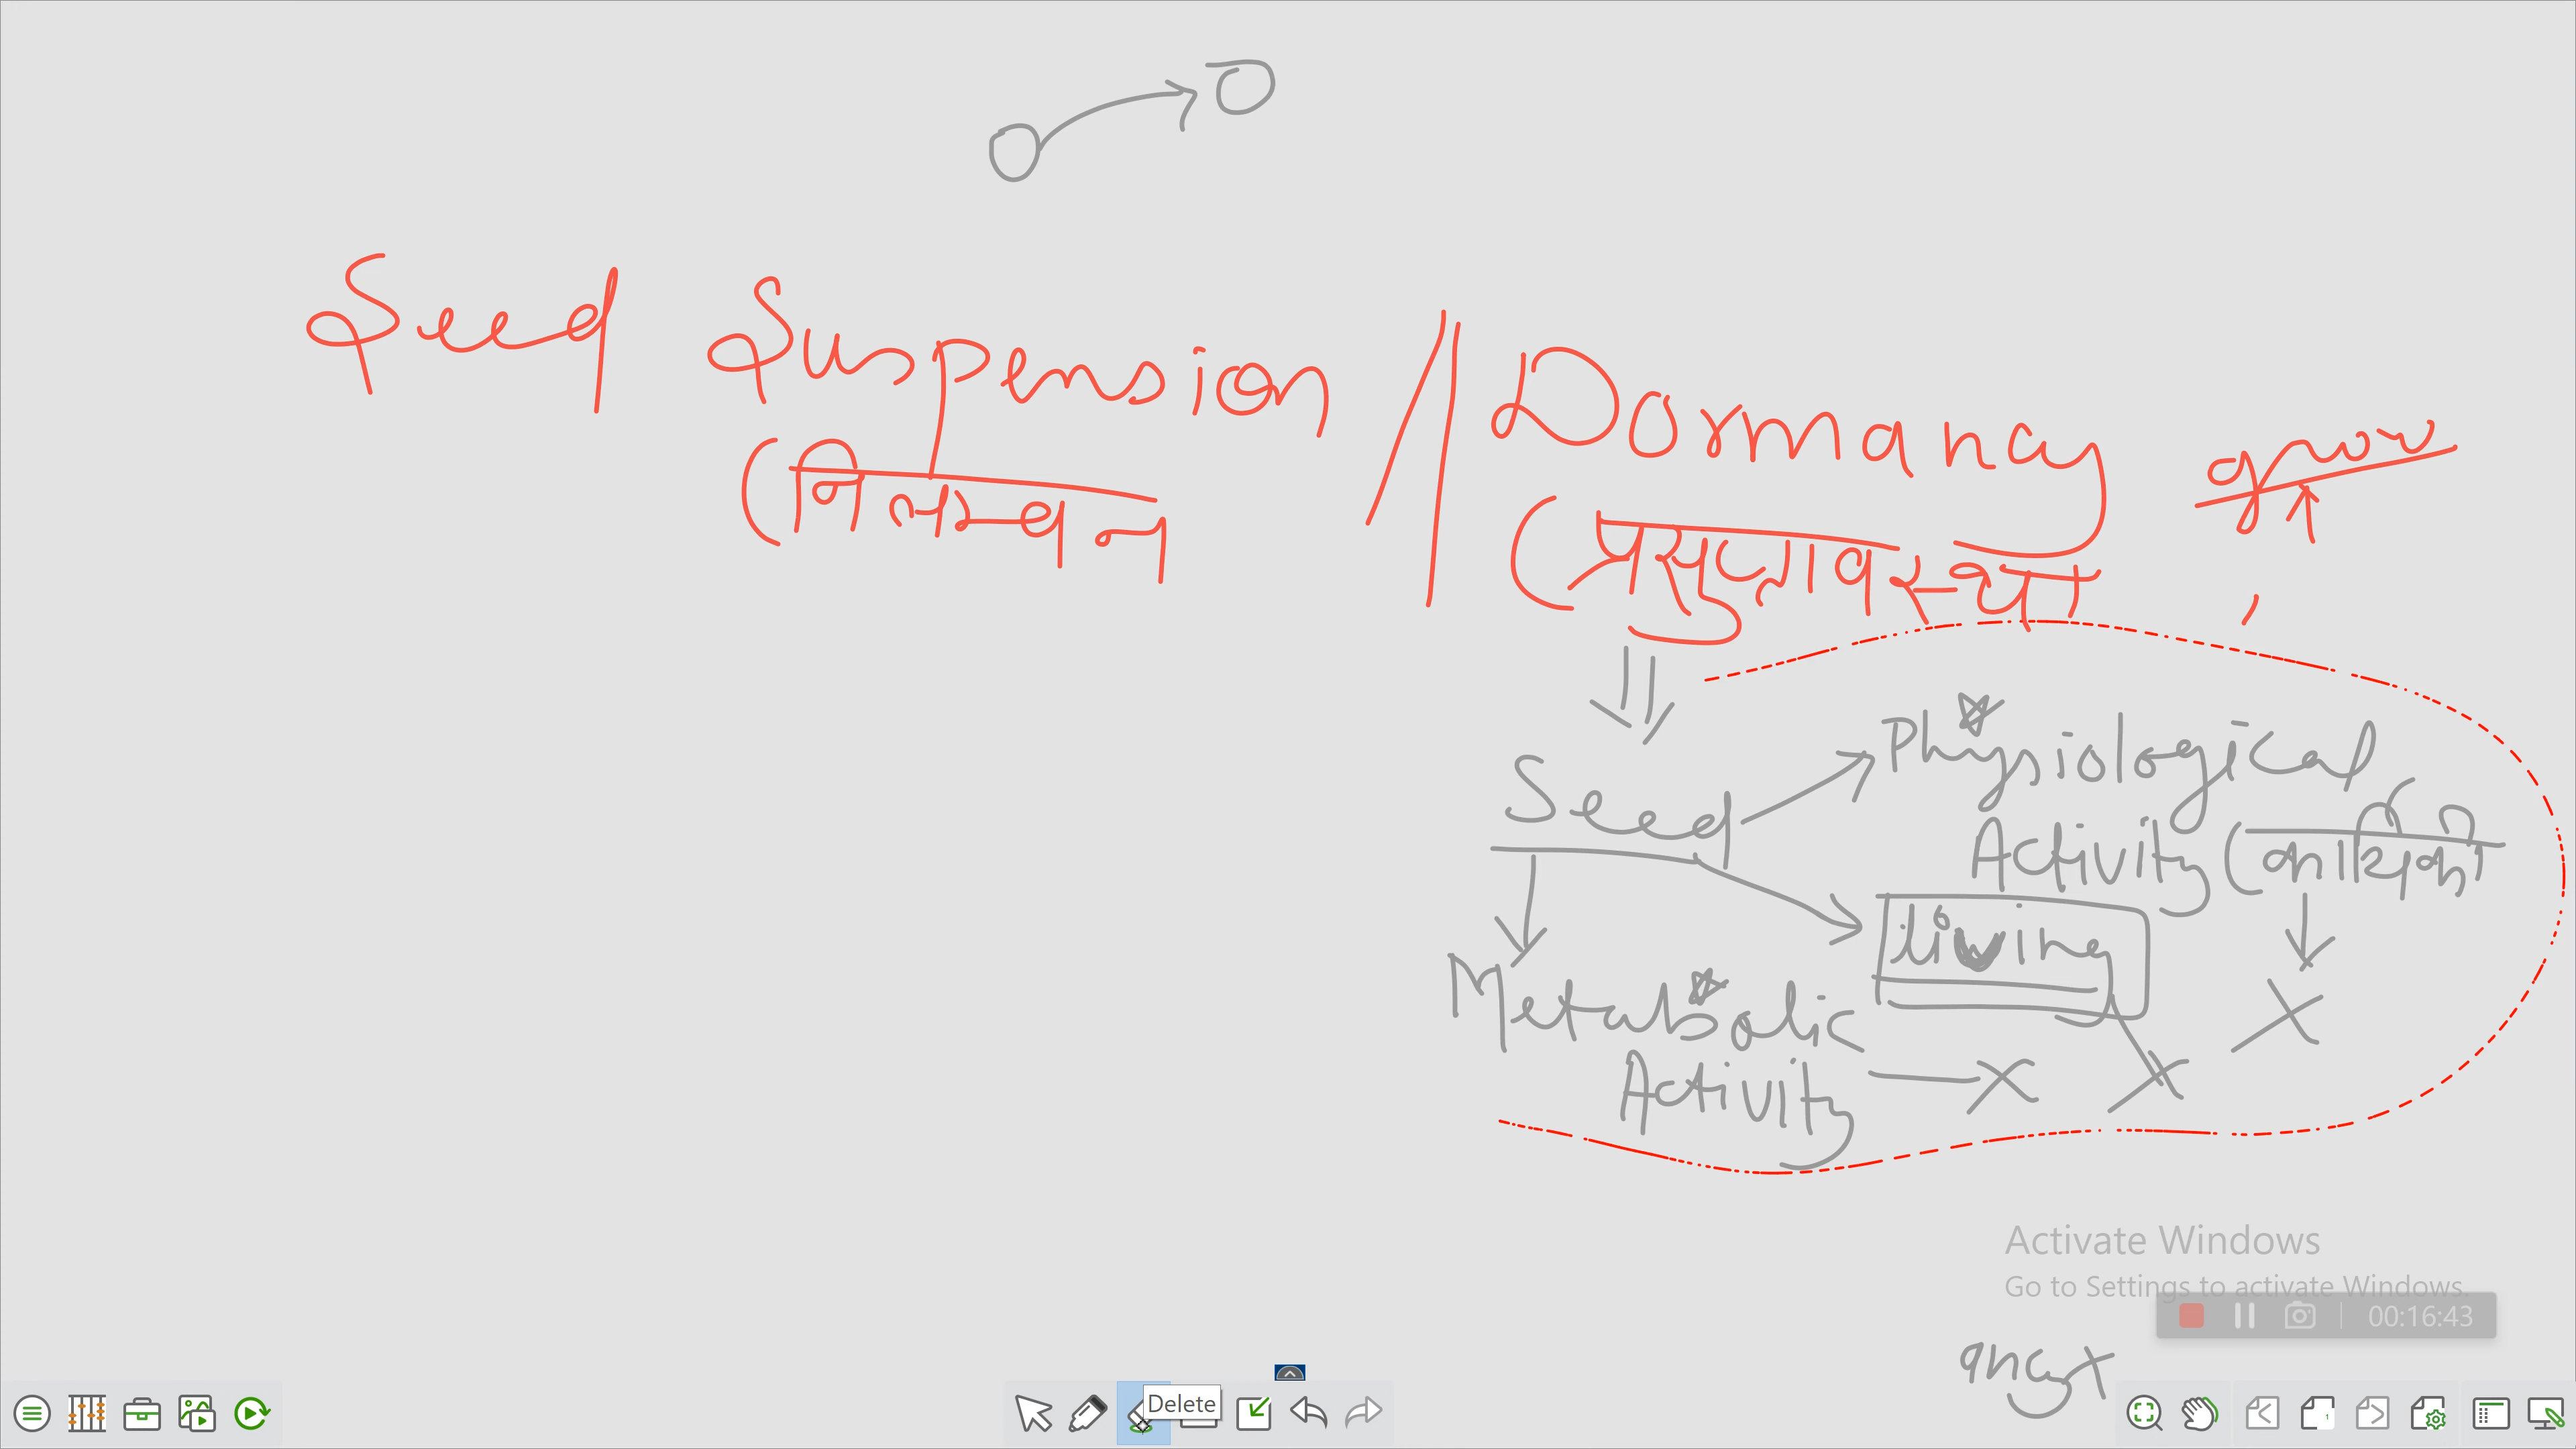 Seed Suspension // Dormancy
grow
(निलम्बन
(प्रसुप्तावस्था
Seed
Physiological
Activity (कार्यिकी)
living
Metabolic
Activity
Activate Windows
Go to Settings to activate Windows.
00:16:43
Delete